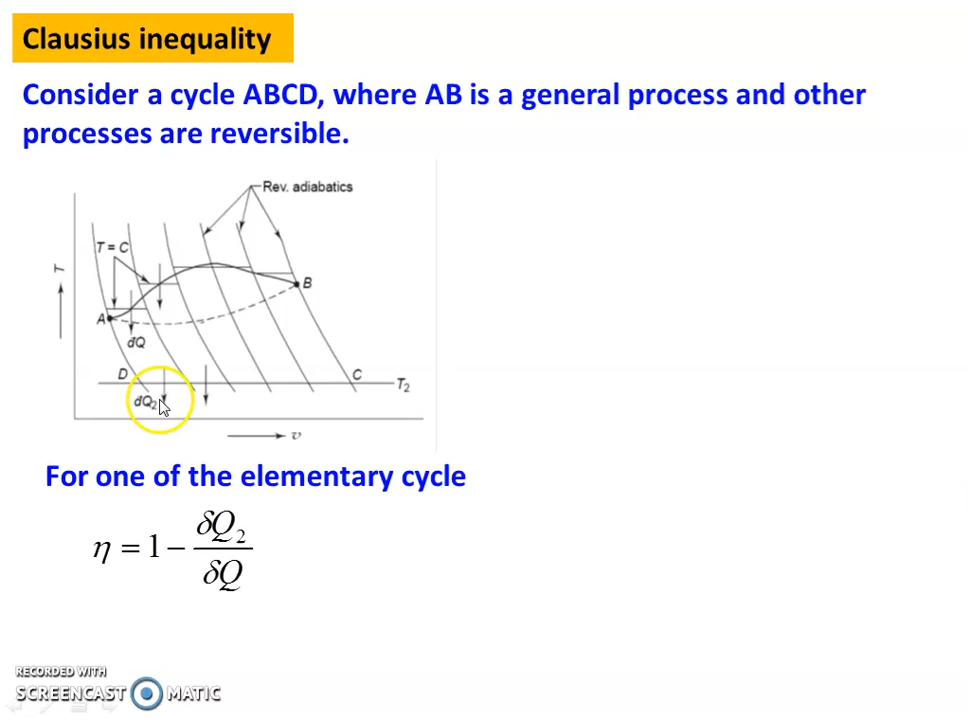 Clausius inequality
Consider a cycle ABCD, where AB is a general process and other
processes are reversible.
Rev. adiabatics
T = C
T
B
A
dQ
D
C
T₂
dQ₂
v
For one of the elementary cycle
η = 1 − δQ₂ / δQ
RECORDED WITH
SCREENCAST MATIC